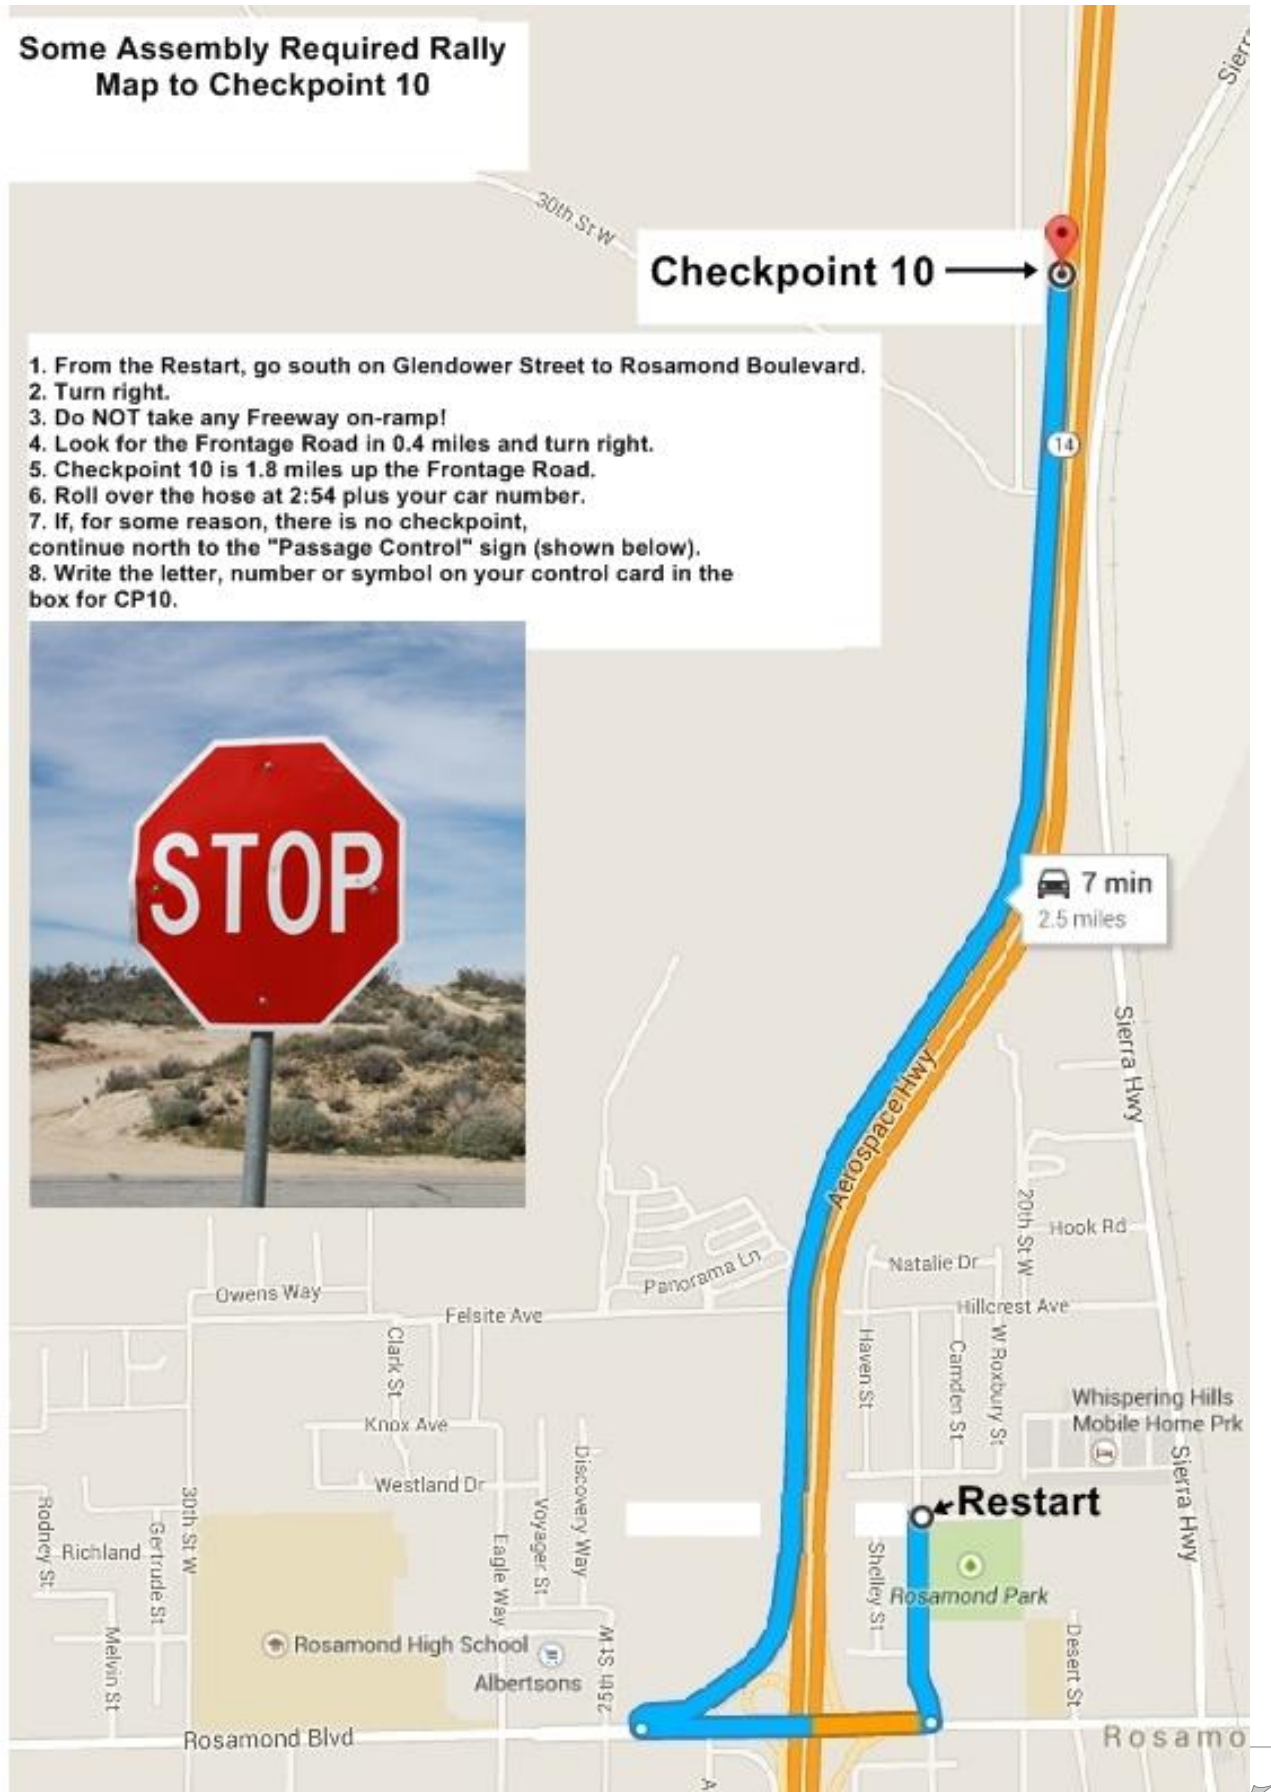 Some Assembly Required Rally
Map to Checkpoint 10
Sierra
30th St W
Checkpoint 10
1. From the Restart, go south on Glendower Street to Rosamond Boulevard.
2. Turn right.
3. Do NOT take any Freeway on-ramp!
4. Look for the Frontage Road in 0.4 miles and turn right.
5. Checkpoint 10 is 1.8 miles up the Frontage Road.
6. Roll over the hose at 2:54 plus your car number.
7. If, for some reason, there is no checkpoint,
continue north to the "Passage Control" sign (shown below).
8. Write the letter, number or symbol on your control card in the
box for CP10.
14
STOP
7 min
2.5 miles
Sierra Hwy
Aerospace Hwy
20th St W
Hook Rd
Natalie Dr
Panorama Ln
Owens Way
Felsite Ave
Hillcrest Ave
Clark St
Haven St
Camden St
W Roxbury St
Whispering Hills
Mobile Home Prk
Knox Ave
Westland Dr
Discovery Way
Sierra Hwy
Restart
Rodney St
Richland
Gertrude St
30th St W
Eagle Way
Voyager St
Shelley St
Rosamond Park
Melvin St
Rosamond High School
Albertsons
Desert St
Rosamond Blvd
Rosamo
A